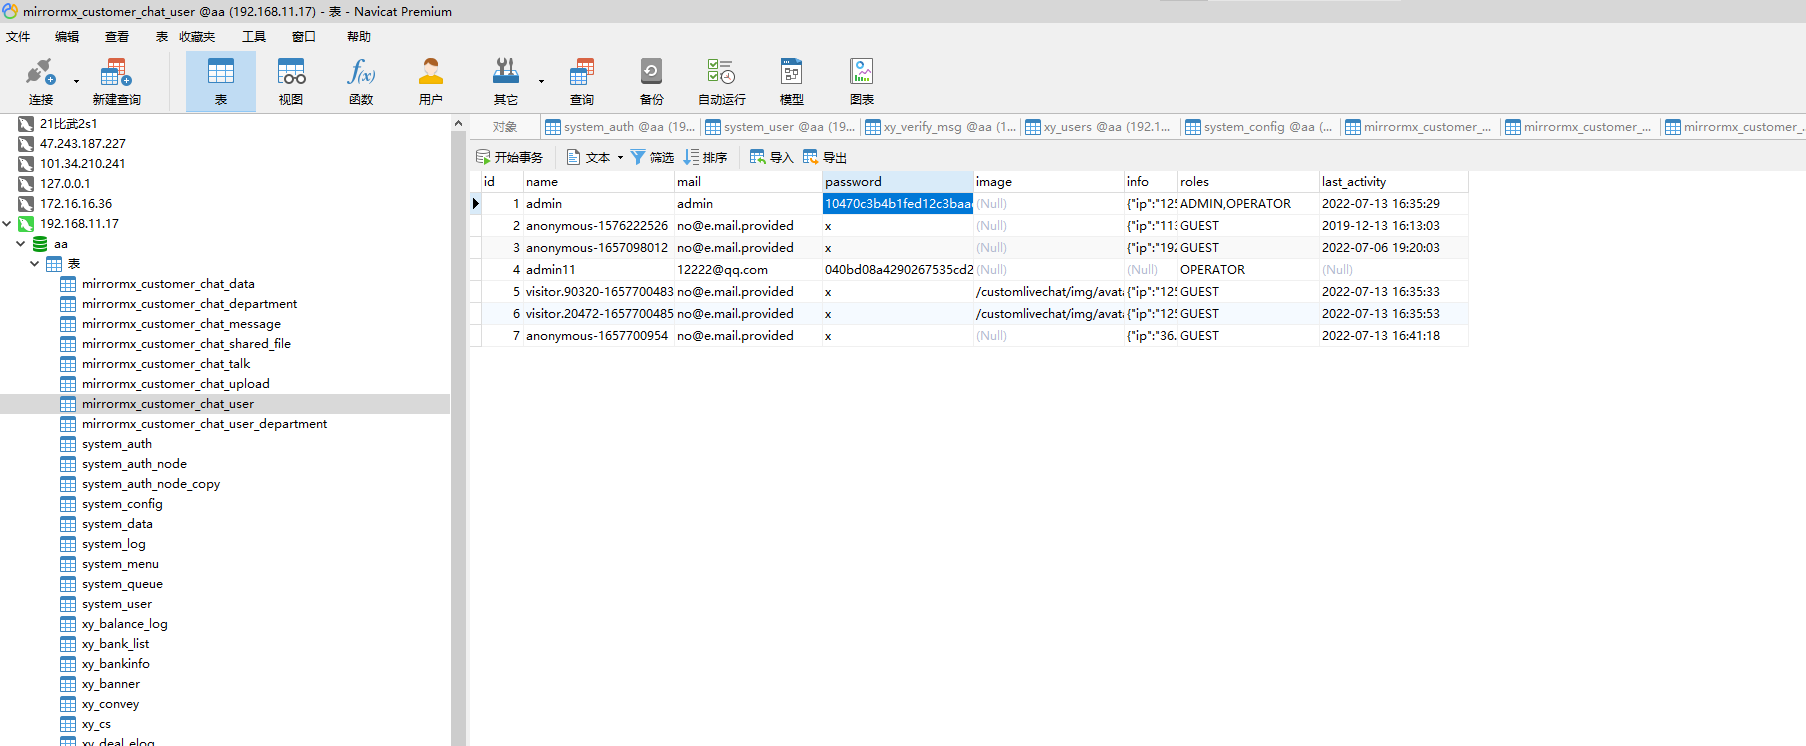 mirrormx_customer_chat_user @aa (192.168.11.17) - 表 - Navicat Premium
文件 编辑 查看 表 收藏夹 工具 窗口 帮助
连接 新建查询 表 视图 函数 用户 其它 查询 备份 自动运行 模型 图表
对象 system_auth @aa (19... system_user @aa (19... xy_verify_msg @aa (1... xy_users @aa (192.1... system_config @aa (... mirrormx_customer_... mirrormx_customer_... mirrormx_customer_...
开始事务 文本 筛选 排序 导入 导出
id name mail password image info roles last_activity
1 admin admin 10470c3b4b1fed12c3baa (Null) {"ip":"125 ADMIN,OPERATOR 2022-07-13 16:35:29
2 anonymous-1576222526 no@e.mail.provided x (Null) {"ip":"113 GUEST 2019-12-13 16:13:03
3 anonymous-1657098012 no@e.mail.provided x (Null) {"ip":"192 GUEST 2022-07-06 19:20:03
4 admin11 12222@qq.com 040bd08a4290267535cd2 (Null) (Null) OPERATOR (Null)
5 visitor.90320-1657700483 no@e.mail.provided x /customlivechat/img/avata {"ip":"125 GUEST 2022-07-13 16:35:33
6 visitor.20472-1657700485 no@e.mail.provided x /customlivechat/img/avata {"ip":"125 GUEST 2022-07-13 16:35:53
7 anonymous-1657700954 no@e.mail.provided x (Null) {"ip":"36. GUEST 2022-07-13 16:41:18
21比武2s1
47.243.187.227
101.34.210.241
127.0.0.1
172.16.16.36
192.168.11.17
aa
表
mirrormx_customer_chat_data
mirrormx_customer_chat_department
mirrormx_customer_chat_message
mirrormx_customer_chat_shared_file
mirrormx_customer_chat_talk
mirrormx_customer_chat_upload
mirrormx_customer_chat_user
mirrormx_customer_chat_user_department
system_auth
system_auth_node
system_auth_node_copy
system_config
system_data
system_log
system_menu
system_queue
system_user
xy_balance_log
xy_bank_list
xy_bankinfo
xy_banner
xy_convey
xy_cs
xy_deal_elog